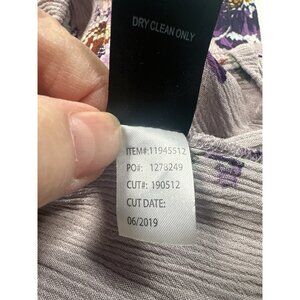 DRY CLEAN ONLY
ITEM#:11945512
PO#: 1278249
CUT#: 190512
CUT DATE:
06/2019